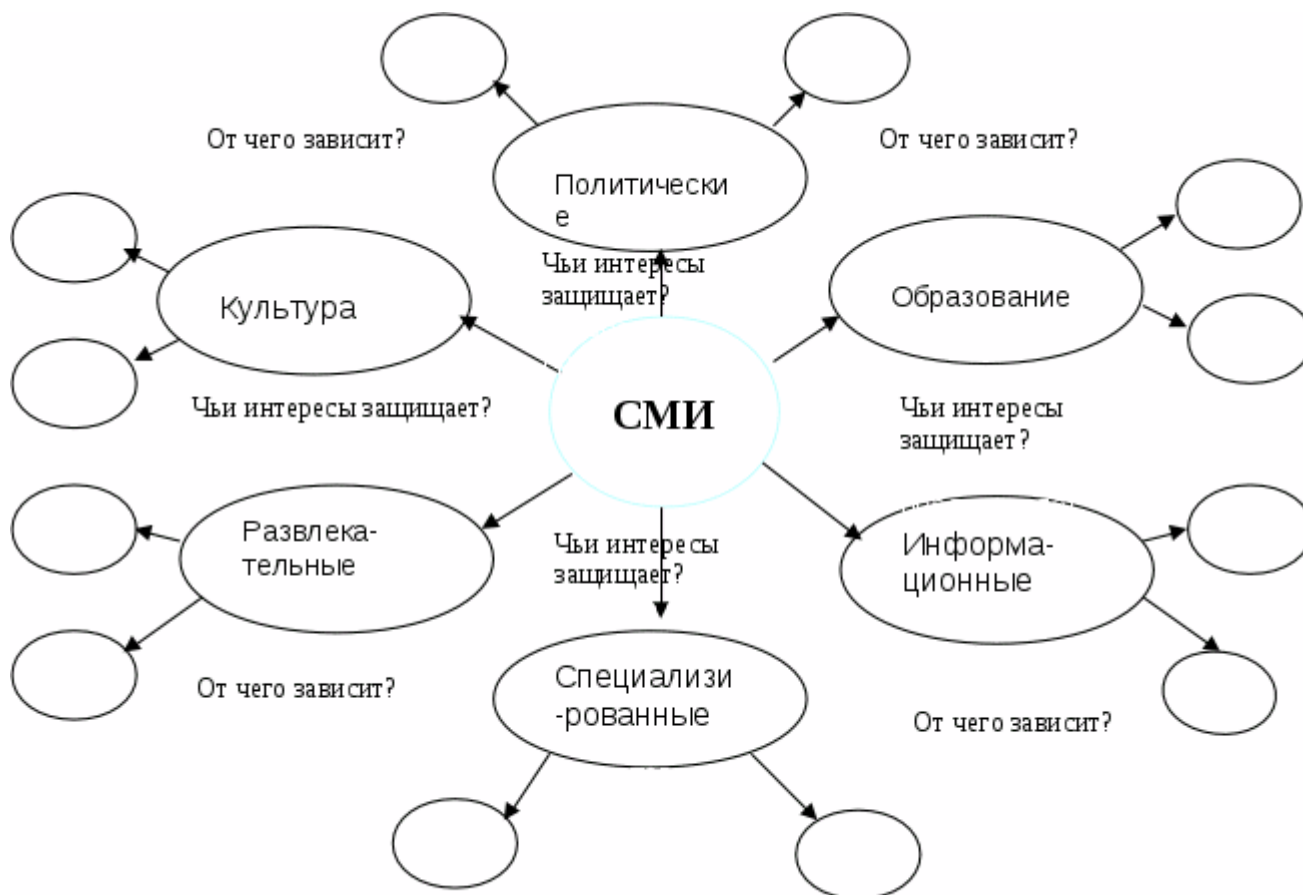 От чего зависит?
От чего зависит?
Политически
е
Чьи интересы
защищает?
Культура
Образование
Чьи интересы защищает?
СМИ
Чьи интересы
защищает?
Развлека-
тельные
Чьи интересы
защищает?
Информа-
ционные
От чего зависит?
Специализи
-рованные
От чего зависит?